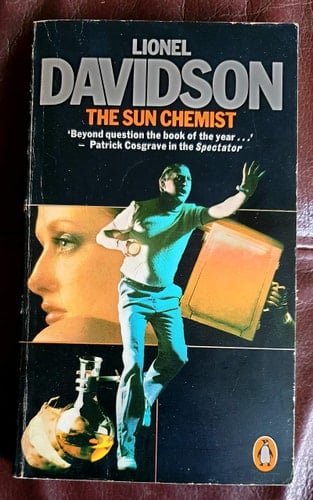 LIONEL
DAVIDSON
THE SUN CHEMIST
‘Beyond question the book of the year...’
– Patrick Cosgrave in the Spectator